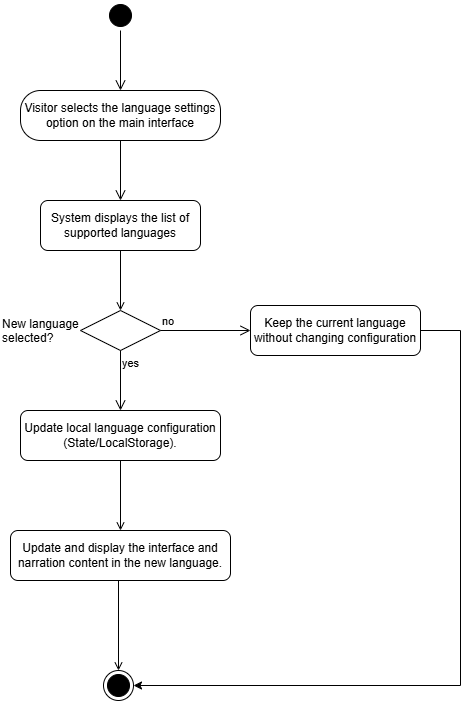 Visitor selects the language settings
option on the main interface
System displays the list of
supported languages
New language
selected?
no
Keep the current language
without changing configuration
yes
Update local language configuration
(State/LocalStorage).
Update and display the interface and
narration content in the new language.